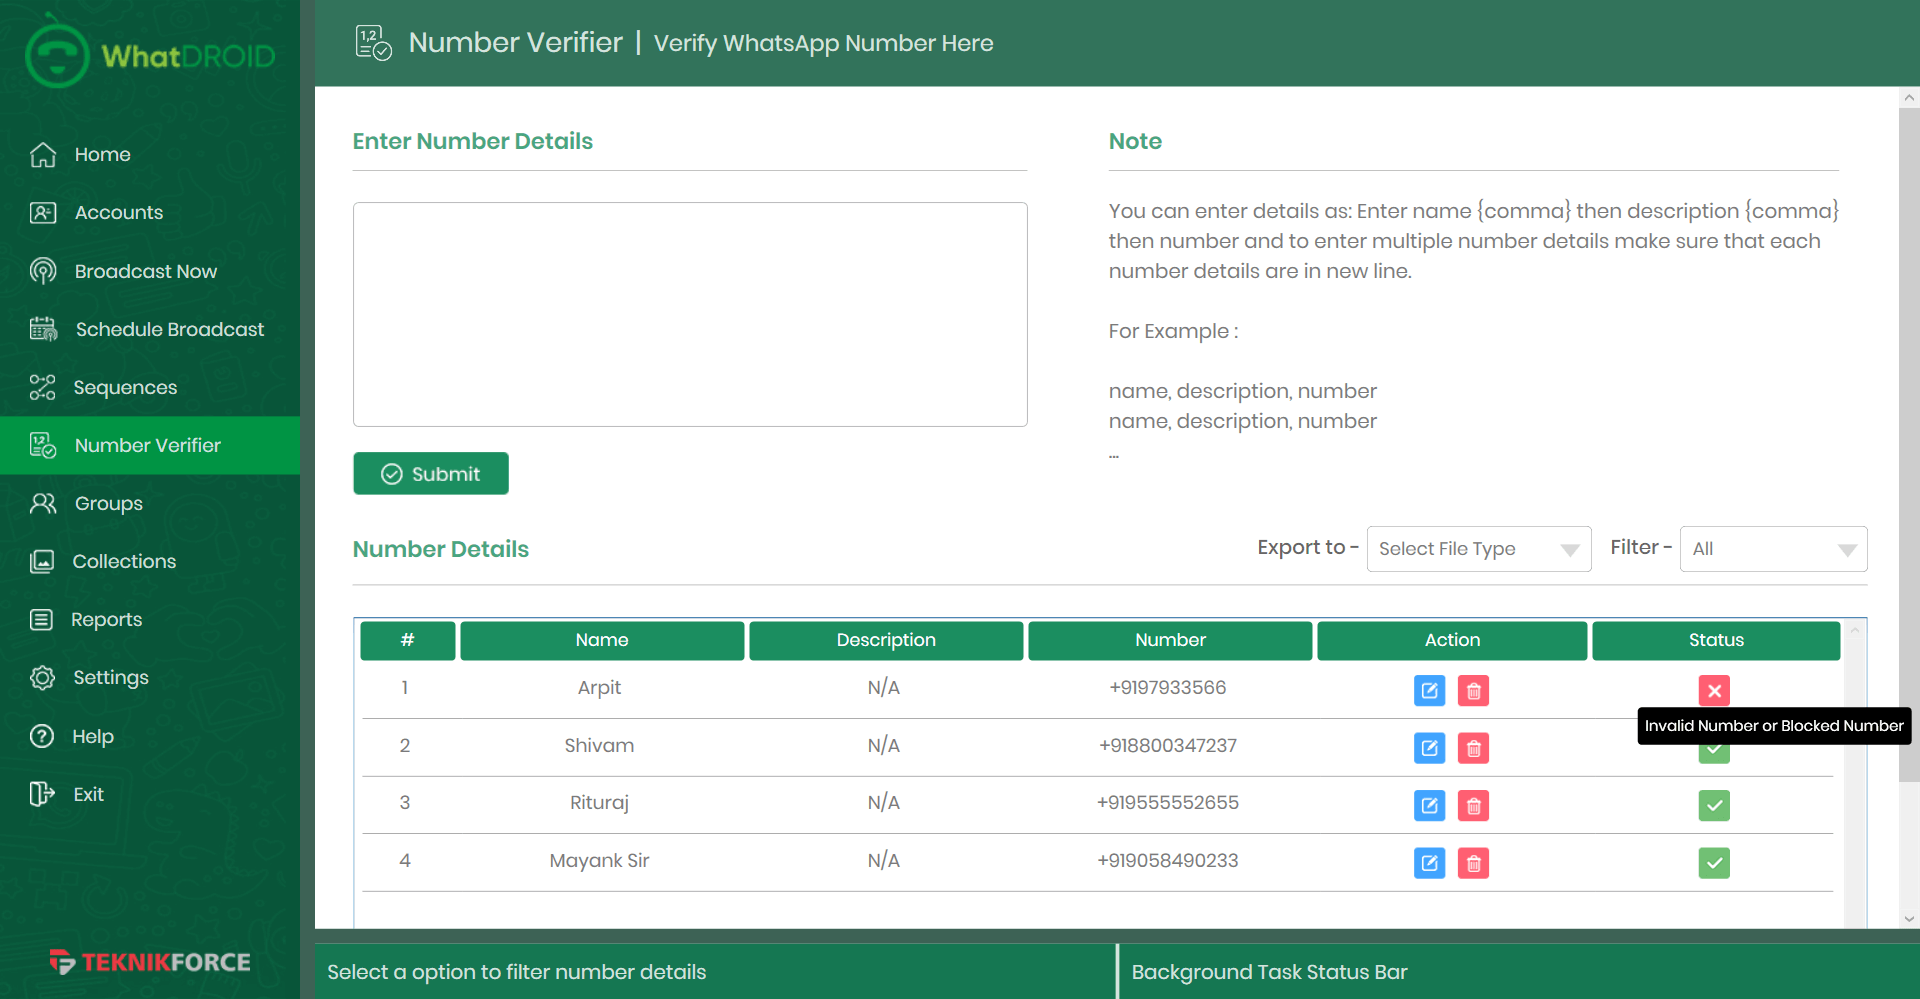 WhatDROID
Home
Accounts
Broadcast Now
Schedule Broadcast
Sequences
Number Verifier
Groups
Collections
Reports
Settings
Help
Exit
TEKNIKFORCE
Number Verifier | Verify WhatsApp Number Here
Enter Number Details
Submit
Note
You can enter details as: Enter name {comma} then description {comma}
then number and to enter multiple number details make sure that each
number details are in new line.
For Example :
name, description, number
name, description, number
...
Number Details
Export to - Select File Type Filter - All
# Name Description Number Action Status
1 Arpit N/A +9197933566
Invalid Number or Blocked Number
2 Shivam N/A +918800347237
3 Rituraj N/A +919555552655
4 Mayank Sir N/A +919058490233
Select a option to filter number details
Background Task Status Bar